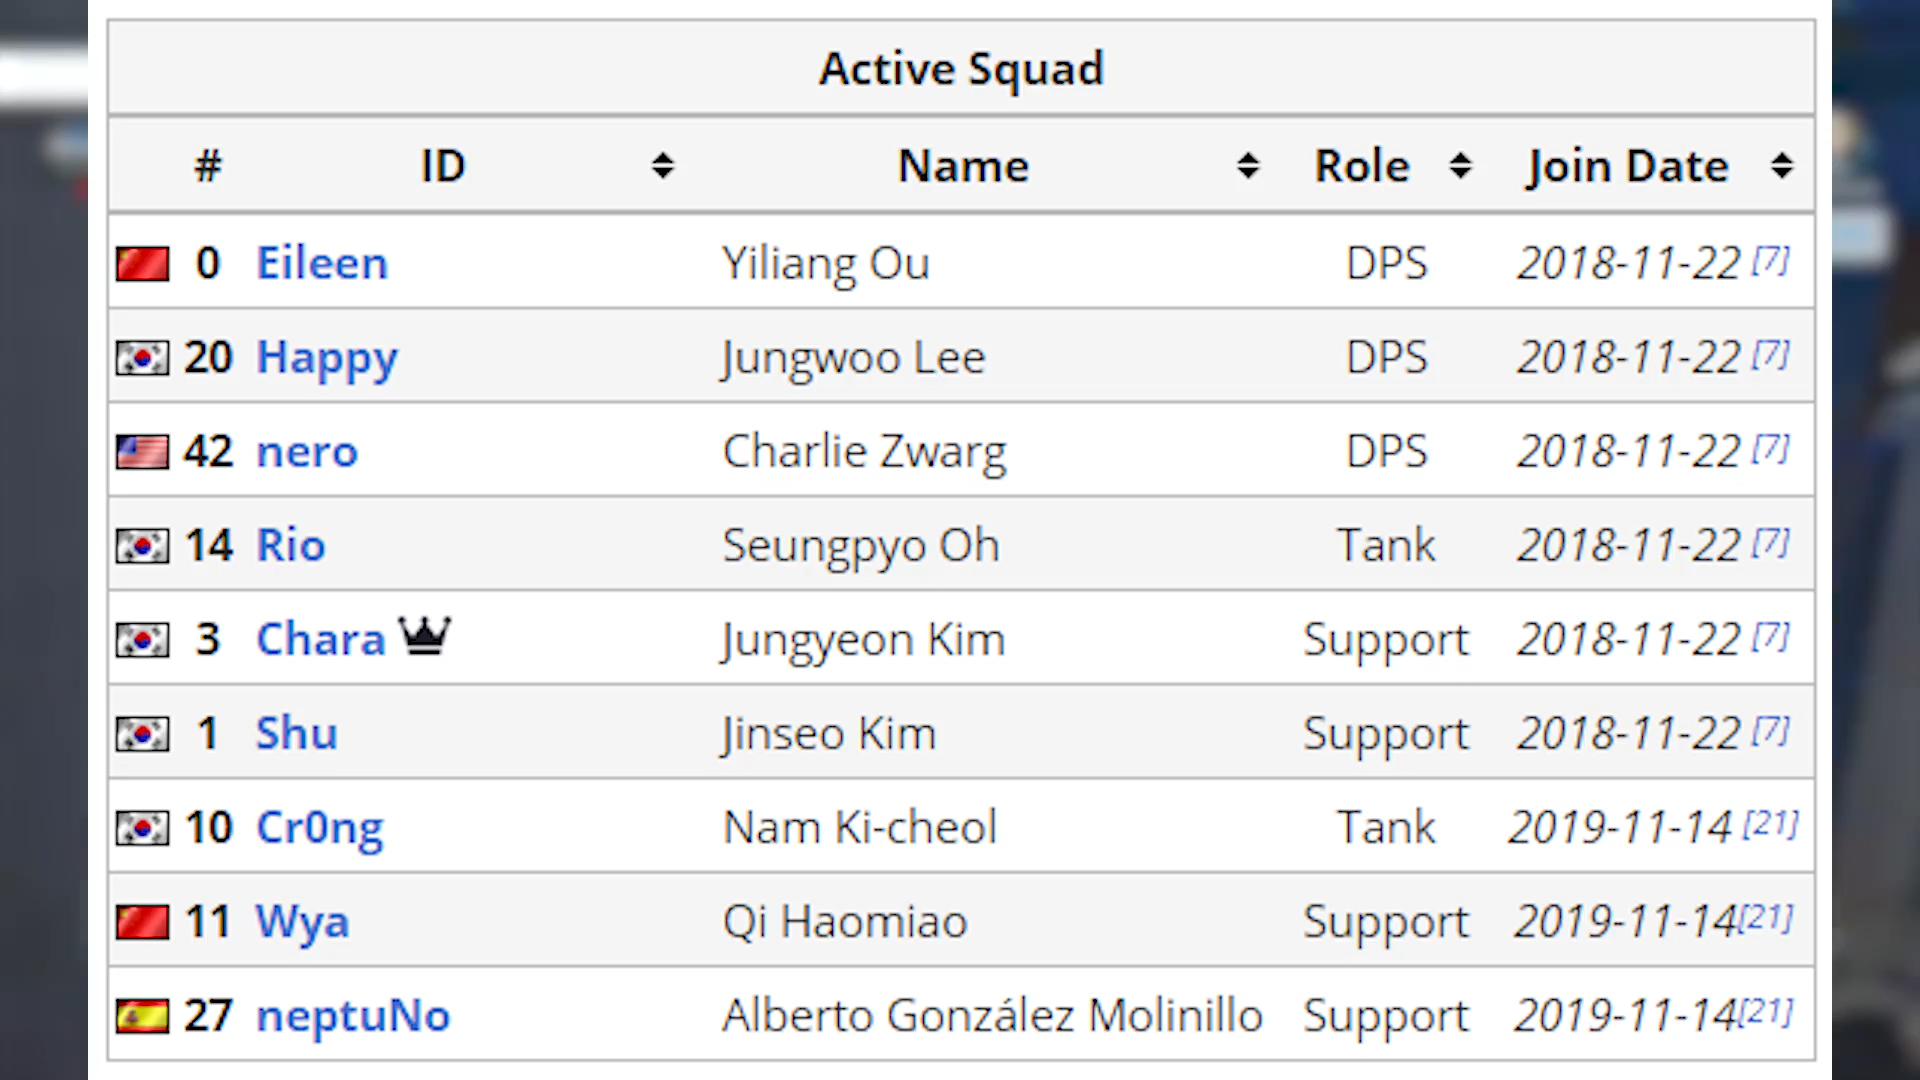 Active Squad
# ID Name Role Join Date
0 Eileen Yiliang Ou DPS 2018-11-22 [7]
20 Happy Jungwoo Lee DPS 2018-11-22 [7]
42 nero Charlie Zwarg DPS 2018-11-22 [7]
14 Rio Seungpyo Oh Tank 2018-11-22 [7]
3 Chara Jungyeon Kim Support 2018-11-22 [7]
1 Shu Jinseo Kim Support 2018-11-22 [7]
10 Cr0ng Nam Ki-cheol Tank 2019-11-14 [21]
11 Wya Qi Haomiao Support 2019-11-14[21]
27 neptuNo Alberto González Molinillo Support 2019-11-14[21]